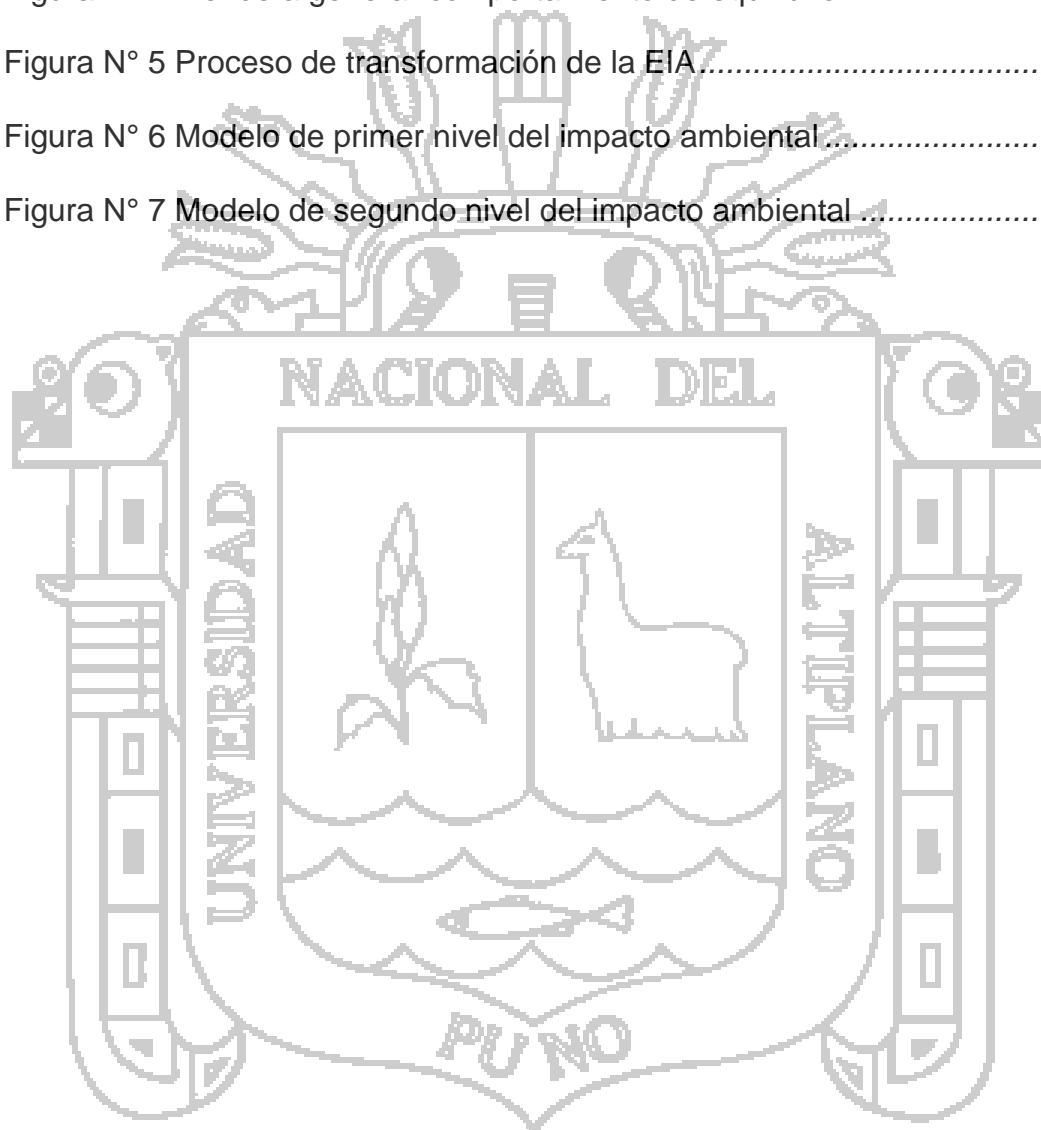 Figura N° 5 Proceso de transformación de la EIA....................................
Figura N° 6 Modelo de primer nivel del impacto ambiental........................
Figura N° 7 Modelo de segundo nivel del impacto ambiental ....................
NACIONAL DEL
UNIVERSIDAD
ALTIPLANO
PUNO